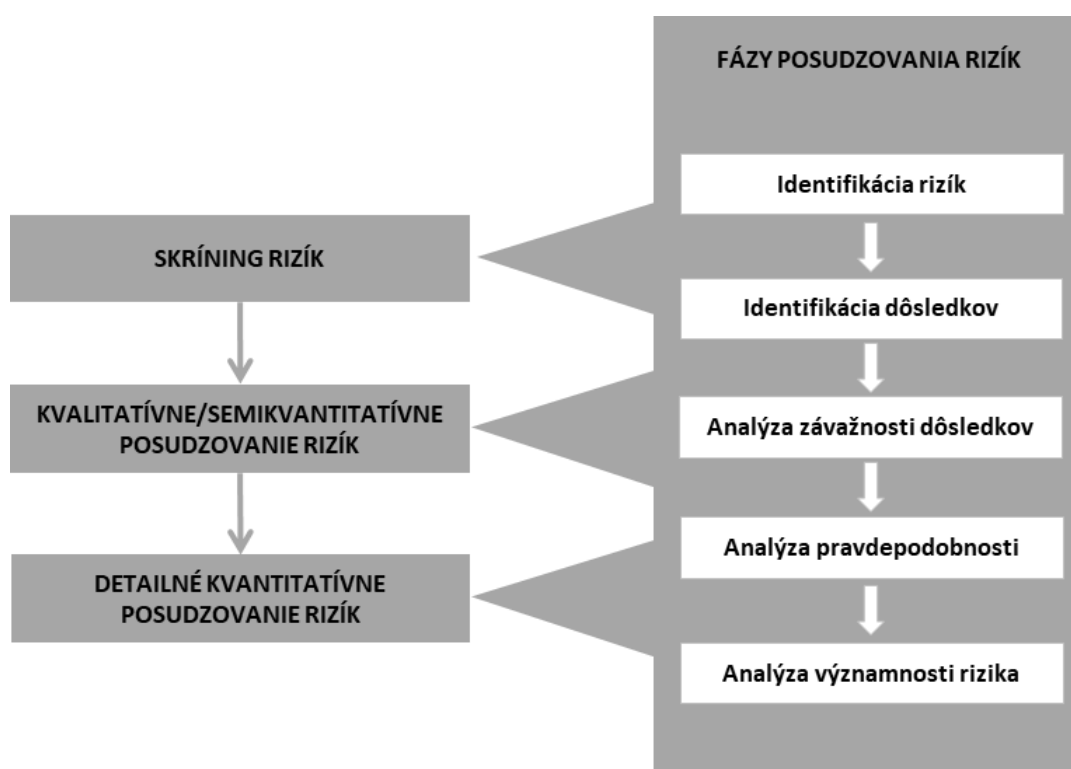 FÁZY POSUDZOVANIA RIZÍK
Identifikácia rizík
Identifikácia dôsledkov
Analýza závažnosti dôsledkov
Analýza pravdepodobnosti
Analýza významnosti rizika
SKRÍNING RIZÍK
KVALITATÍVNE/SEMIKVANTITATÍVNE
POSUDZOVANIE RIZÍK
DETAILNÉ KVANTITATÍVNE
POSUDZOVANIE RIZÍK